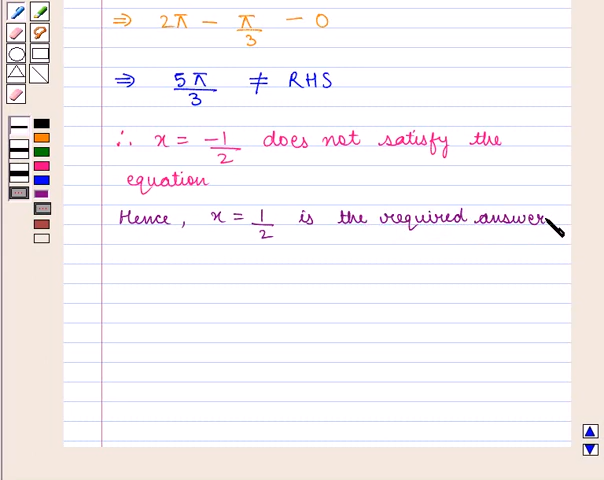 ⇒ 2π − π/3 − 0
⇒ 5π/3 ≠ RHS
∴ x = −1/2 does not satisfy the
equation
Hence, x = 1/2 is the required answer